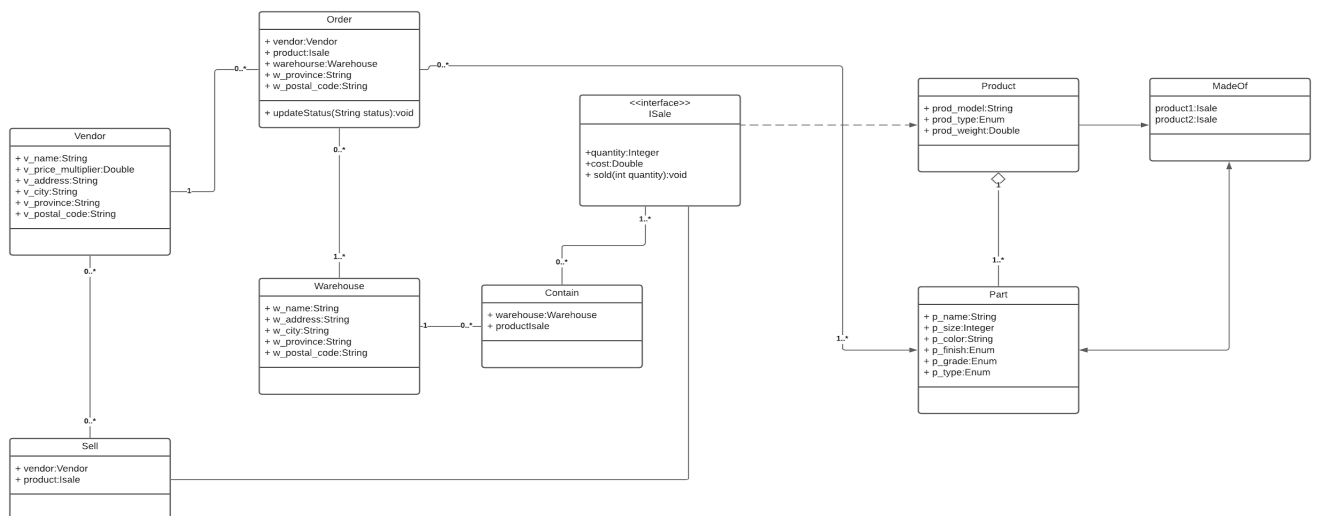 Order
+ vendor:Vendor
+ product:Isale
+ warehourse:Warehouse
+ w_province:String
+ w_postal_code:String
+ updateStatus(String status):void
0..*
0..*
0..*
1
Vendor
+ v_name:String
+ v_price_multiplier:Double
+ v_address:String
+ v_city:String
+ v_province:String
+ v_postal_code:String
0..*
0..*
Sell
+ vendor:Vendor
+ product:Isale
1..*
Warehouse
+ w_name:String
+ w_address:String
+ w_city:String
+ w_province:String
+ w_postal_code:String
1
0..*
<<interface>>
ISale
+quantity:Integer
+cost:Double
+ sold(int quantity):void
1..*
0..*
Contain
+ warehouse:Warehouse
+ productIsale
1..*
Product
+ prod_model:String
+ prod_type:Enum
+ prod_weight:Double
1
1..*
Part
+ p_name:String
+ p_size:Integer
+ p_color:String
+ p_finish:Enum
+ p_grade:Enum
+ p_type:Enum
MadeOf
product1:Isale
product2:Isale